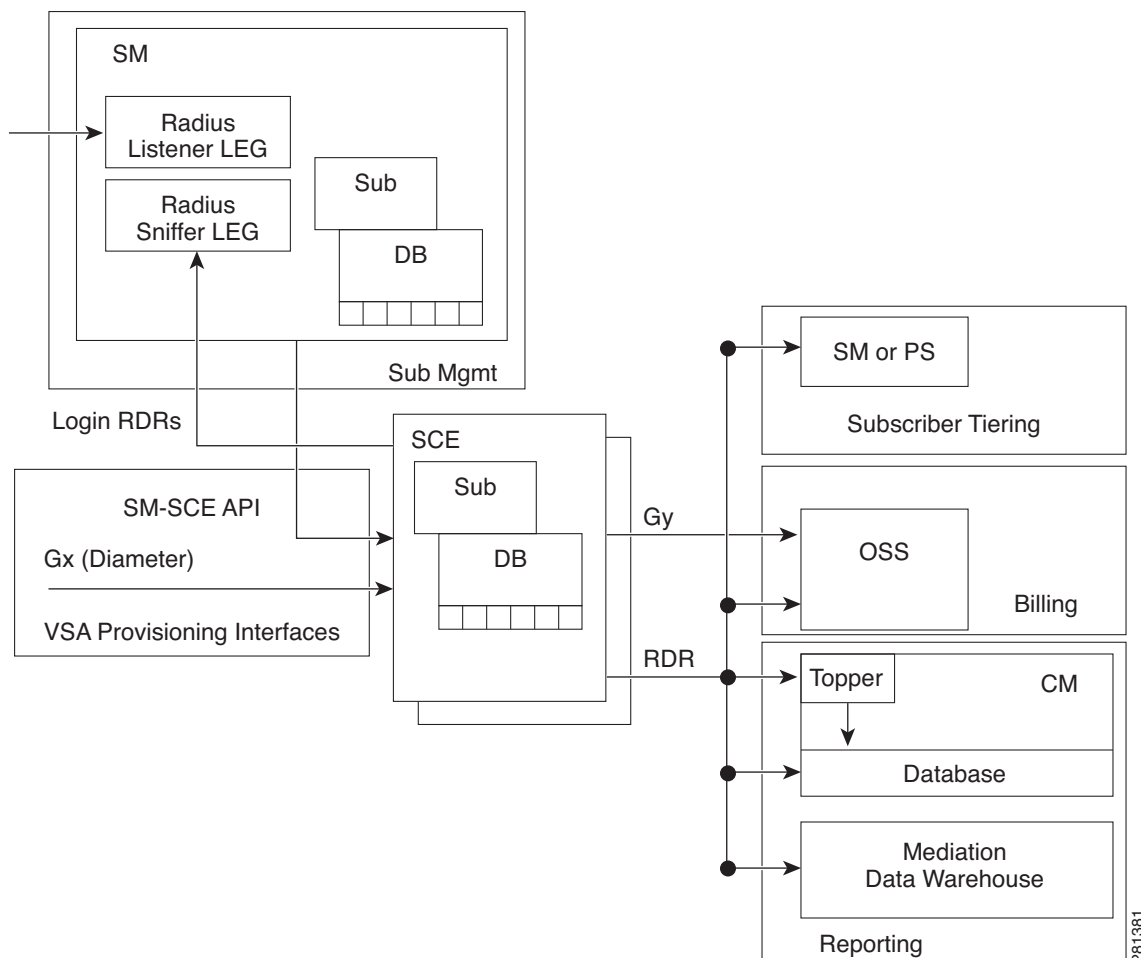 SM
Radius
Listener LEG
Radius
Sniffer LEG
Sub
DB
Sub Mgmt
Login RDRs
SM-SCE API
Gx (Diameter)
VSA Provisioning Interfaces
SCE
Sub
DB
Gy
RDR
SM or PS
Subscriber Tiering
OSS
Billing
Topper
CM
Database
Mediation
Data Warehouse
Reporting
281381